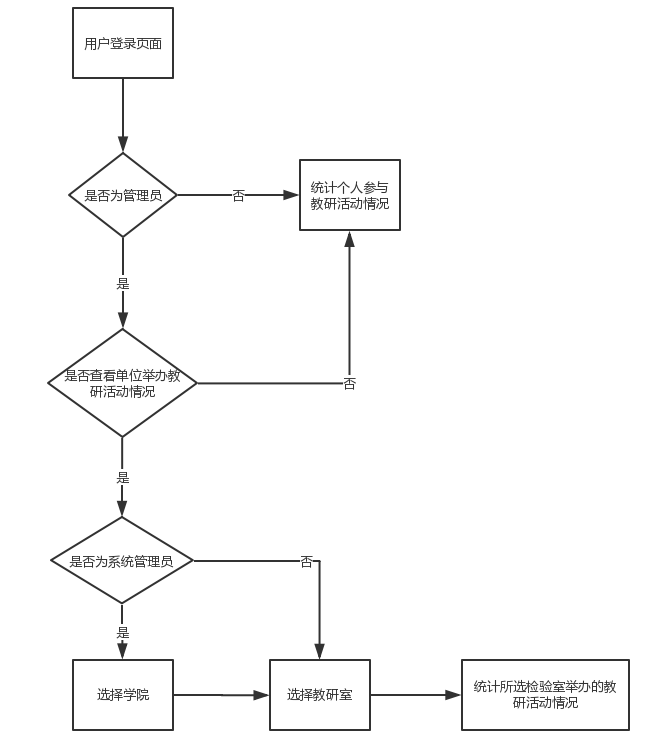 用户登录页面
是否为管理员
否
统计个人参与
教研活动情况
是
是否查看单位举办教
研活动情况
否
是
是否为系统管理员
否
是
选择学院
选择教研室
统计所选检验室举办的教
研活动情况